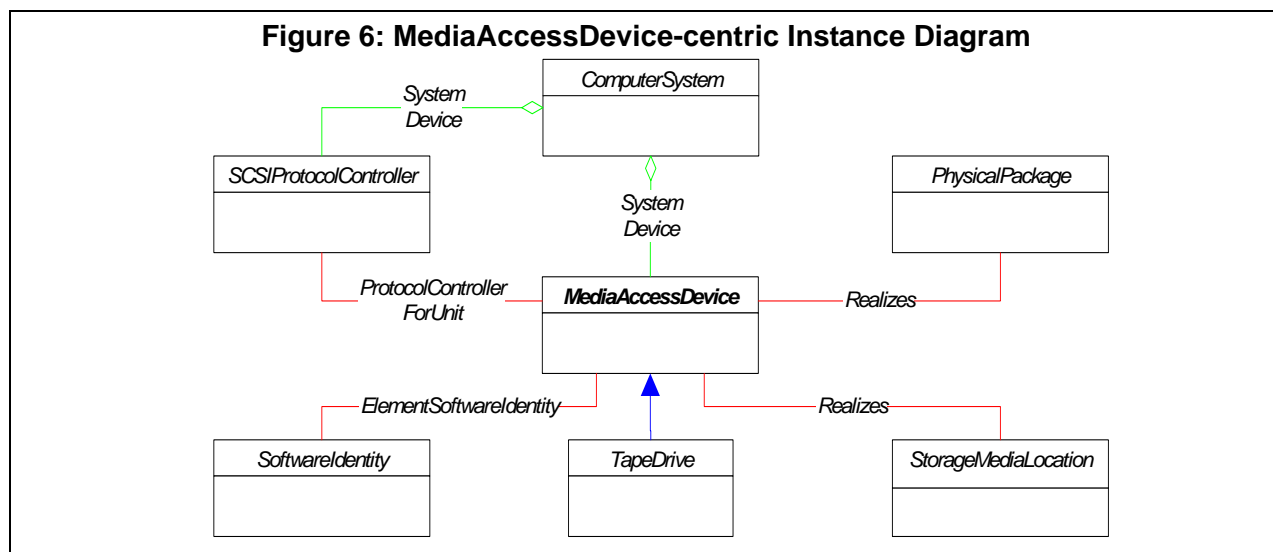 Figure 6: MediaAccessDevice-centric Instance Diagram
ComputerSystem
System
Device
SCSIProtocolController
PhysicalPackage
System
Device
ProtocolController
ForUnit
MediaAccessDevice
Realizes
ElementSoftwareIdentity
Realizes
SoftwareIdentity
TapeDrive
StorageMediaLocation